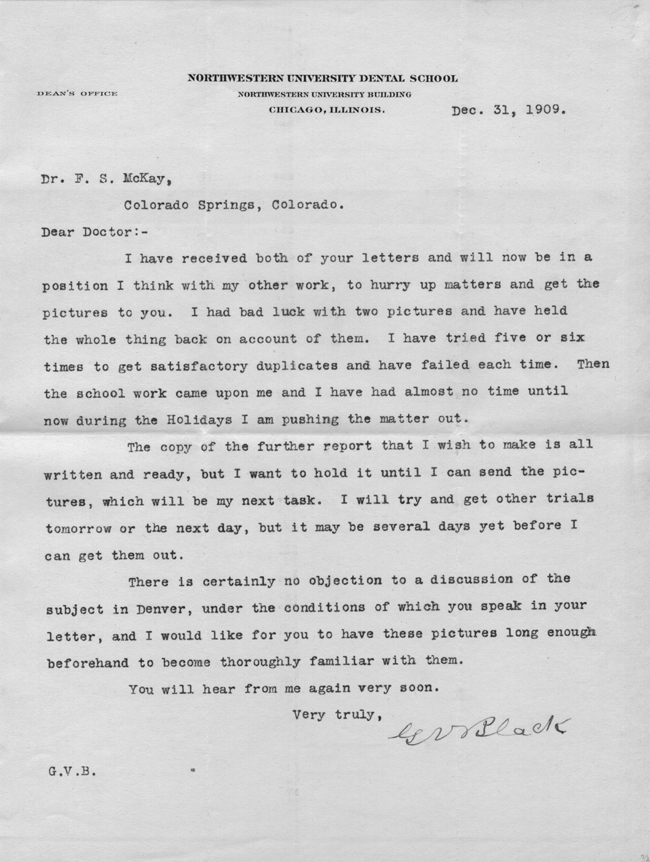 NORTHWESTERN UNIVERSITY DENTAL SCHOOL
DEAN'S OFFICE
NORTHWESTERN UNIVERSITY BUILDING
CHICAGO, ILLINOIS.
Dec. 31, 1909.
Dr. F. S. McKay,
Colorado Springs, Colorado.
Dear Doctor:-
I have received both of your letters and will now be in a
position I think with my other work, to hurry up matters and get the
pictures to you. I had bad luck with two pictures and have held
the whole thing back on account of them. I have tried five or six
times to get satisfactory duplicates and have failed each time. Then
the school work came upon me and I have had almost no time until
now during the Holidays I am pushing the matter out.
The copy of the further report that I wish to make is all
written and ready, but I want to hold it until I can send the pic-
tures, which will be my next task. I will try and get other trials
tomorrow or the next day, but it may be several days yet before I
can get them out.
There is certainly no objection to a discussion of the
subject in Denver, under the conditions of which you speak in your
letter, and I would like for you to have these pictures long enough
beforehand to become thoroughly familiar with them.
You will hear from me again very soon.
Very truly,
G V Black
G.V.B.